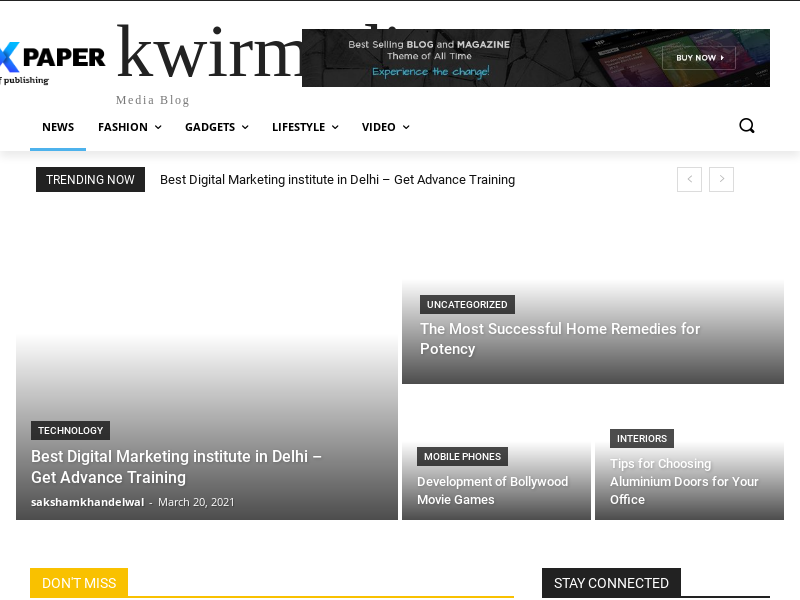 X PAPER
f publishing
Media Blog
Best Selling BLOG and MAGAZINE
Theme of All Time
Experience the change!
BUY NOW
NEWS
FASHION
GADGETS
LIFESTYLE
VIDEO
TRENDING NOW
Best Digital Marketing institute in Delhi – Get Advance Training
TECHNOLOGY
Best Digital Marketing institute in Delhi –
Get Advance Training
sakshamkhandelwal - March 20, 2021
UNCATEGORIZED
The Most Successful Home Remedies for
Potency
MOBILE PHONES
Development of Bollywood
Movie Games
INTERIORS
Tips for Choosing
Aluminium Doors for Your
Office
DON'T MISS
STAY CONNECTED